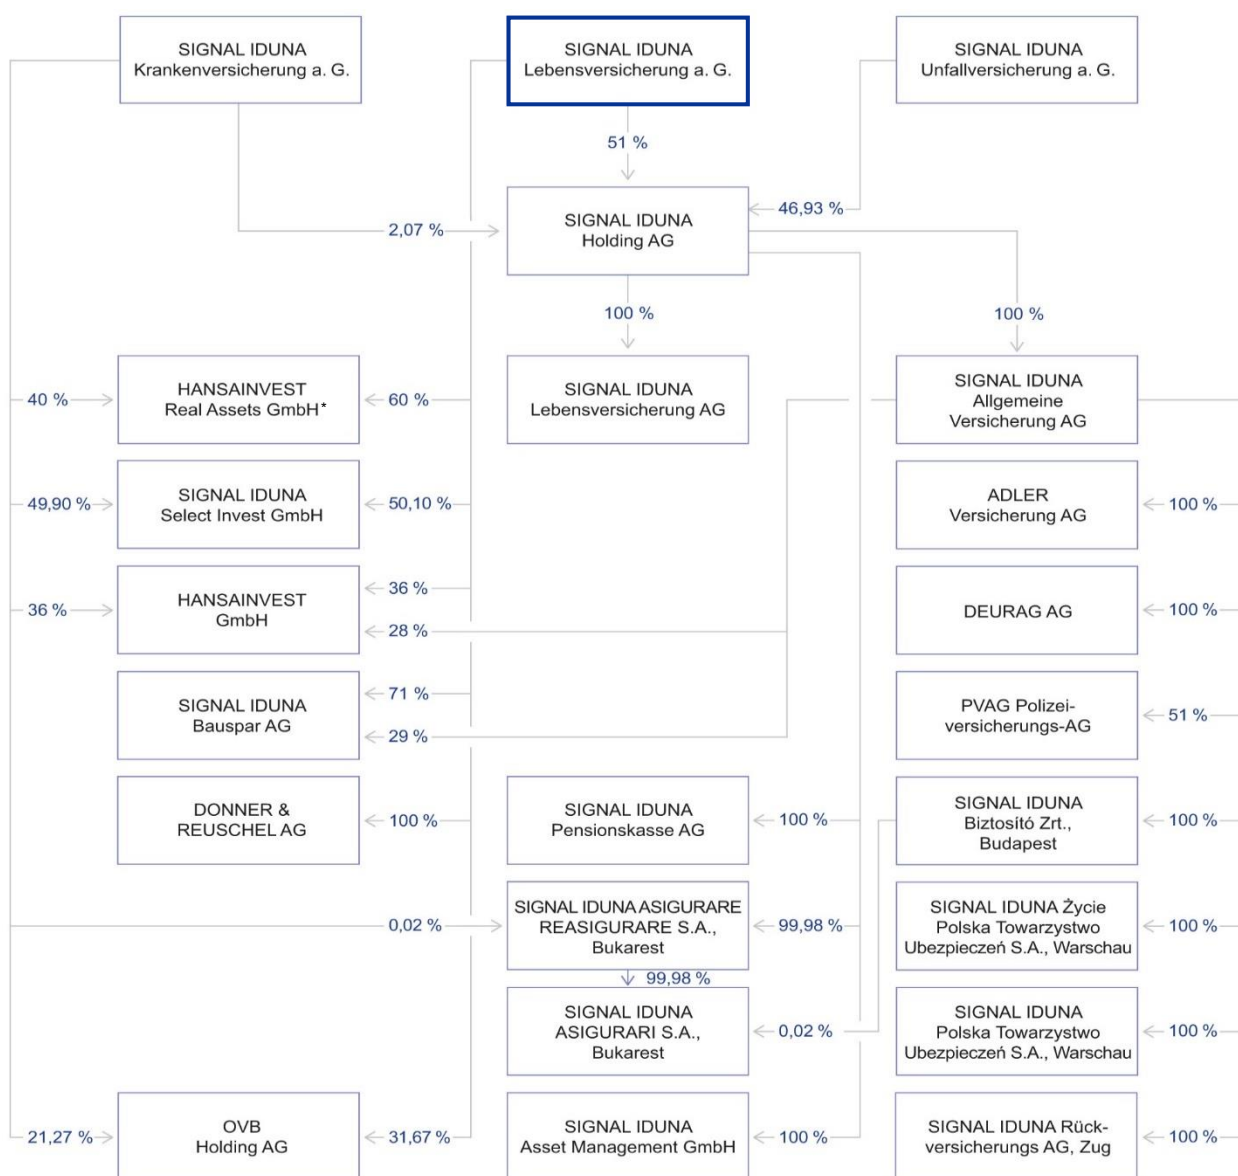 SIGNAL IDUNA
Krankenversicherung a. G.
SIGNAL IDUNA
Lebensversicherung a. G.
SIGNAL IDUNA
Unfallversicherung a. G.
51 %
2,07 %
SIGNAL IDUNA
Holding AG
46,93 %
100 %
100 %
40 %
HANSAINVEST
Real Assets GmbH*
60 %
SIGNAL IDUNA
Lebensversicherung AG
SIGNAL IDUNA
Allgemeine
Versicherung AG
49,90 %
SIGNAL IDUNA
Select Invest GmbH
50,10 %
ADLER
Versicherung AG
100 %
36 %
HANSAINVEST
GmbH
36 %
28 %
DEURAG AG
100 %
SIGNAL IDUNA
Bauspar AG
71 %
29 %
PVAG Polizei-
versicherungs-AG
51 %
DONNER &
REUSCHEL AG
100 %
SIGNAL IDUNA
Pensionskasse AG
100 %
SIGNAL IDUNA
Biztosító Zrt.,
Budapest
100 %
0,02 %
SIGNAL IDUNA ASIGURARE
REASIGURARE S.A.,
Bukarest
99,98 %
SIGNAL IDUNA Życie
Polska Towarzystwo
Ubezpieczeń S.A., Warschau
100 %
99,98 %
SIGNAL IDUNA
ASIGURARI S.A.,
Bukarest
0,02 %
SIGNAL IDUNA
Polska Towarzystwo
Ubezpieczeń S.A., Warschau
100 %
21,27 %
OVB
Holding AG
31,67 %
SIGNAL IDUNA
Asset Management GmbH
100 %
SIGNAL IDUNA Rück-
versicherungs AG, Zug
100 %